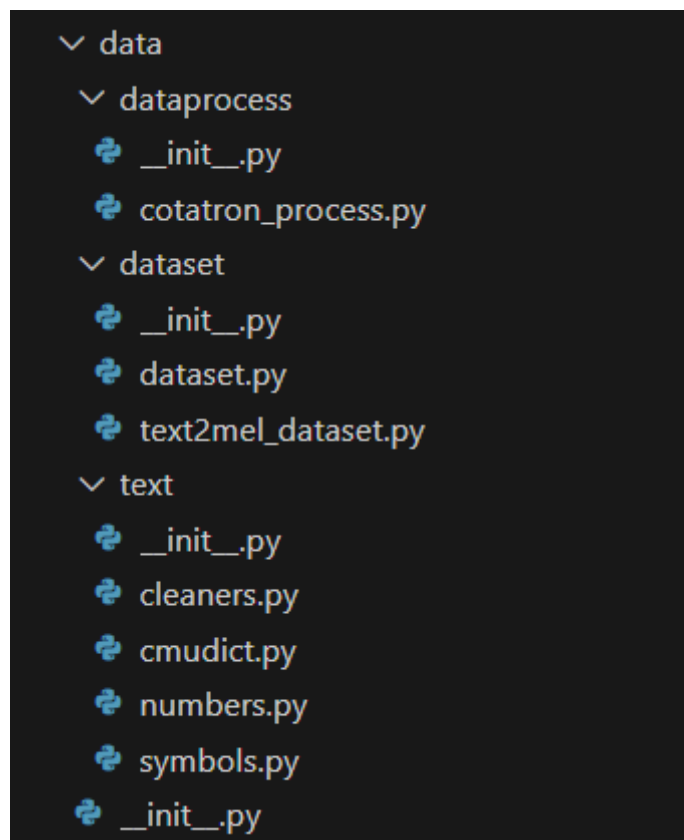 data
dataprocess
__init__.py
cotatron_process.py
dataset
__init__.py
dataset.py
text2mel_dataset.py
text
__init__.py
cleaners.py
cmudict.py
numbers.py
symbols.py
__init__.py